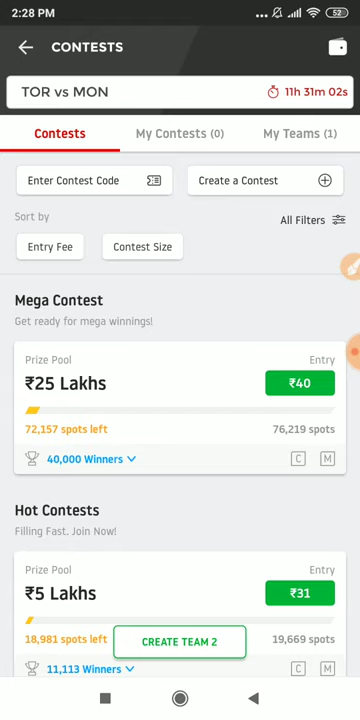 2:28 PM
52
CONTESTS
TOR vs MON
11h 31m 02s
Contests
My Contests (0)
My Teams (1)
Enter Contest Code
Create a Contest
Sort by
All Filters
Entry Fee
Contest Size
Mega Contest
Get ready for mega winnings!
Prize Pool
Entry
₹25 Lakhs
₹40
72,157 spots left
76,219 spots
40,000 Winners
C
M
Hot Contests
Filling Fast. Join Now!
Prize Pool
Entry
₹5 Lakhs
₹31
18,981 spots left
CREATE TEAM 2
19,669 spots
11,113 Winners
C
M